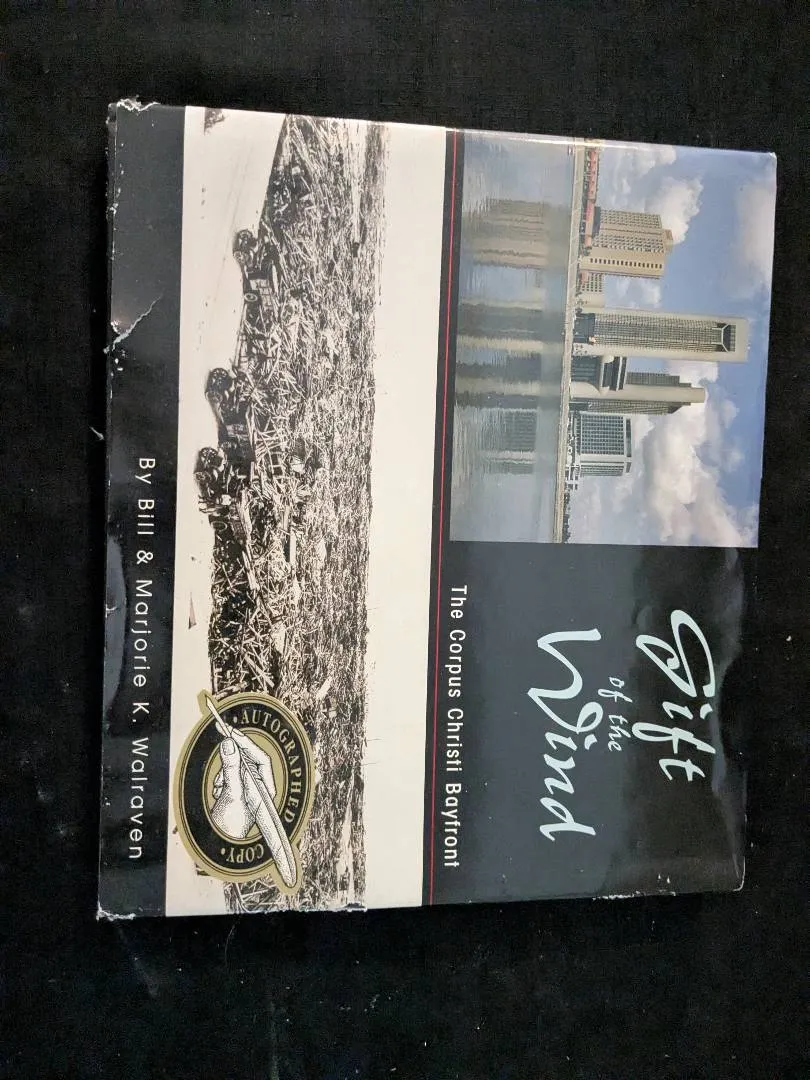 Gift
of the
Wind
The Corpus Christi Bayfront
• AUTOGRAPHED •
COPY
By Bill & Marjorie K. Walraven